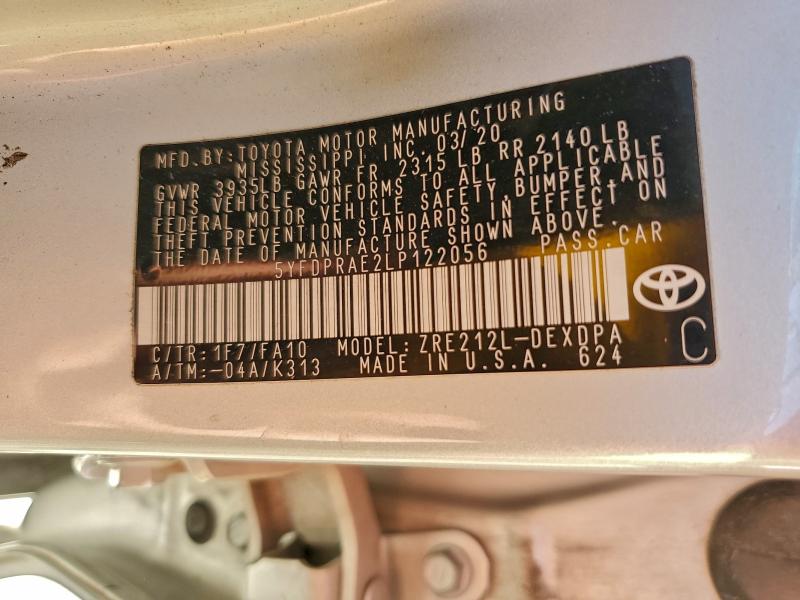 MFD.BY:TOYOTA MOTOR MANUFACTURING
MISSISSIPPI INC. 03/20
GVWR 3935LB GAWR FR 2315 LB RR 2140LB
THIS VEHICLE CONFORMS TO ALL APPLICABLE
FEDERAL MOTOR VEHICLE SAFETY, BUMPER, AND
THEFT PREVENTION STANDARDS IN EFFECT ON
THE DATE OF MANUFACTURE SHOWN ABOVE.
5YFDPRAE2LP122056 PASS.CAR
C/TR:1F7/FA10 MODEL:ZRE212L-DEXDPA
A/TM:-04A/K313 MADE IN U.S.A. 624
C